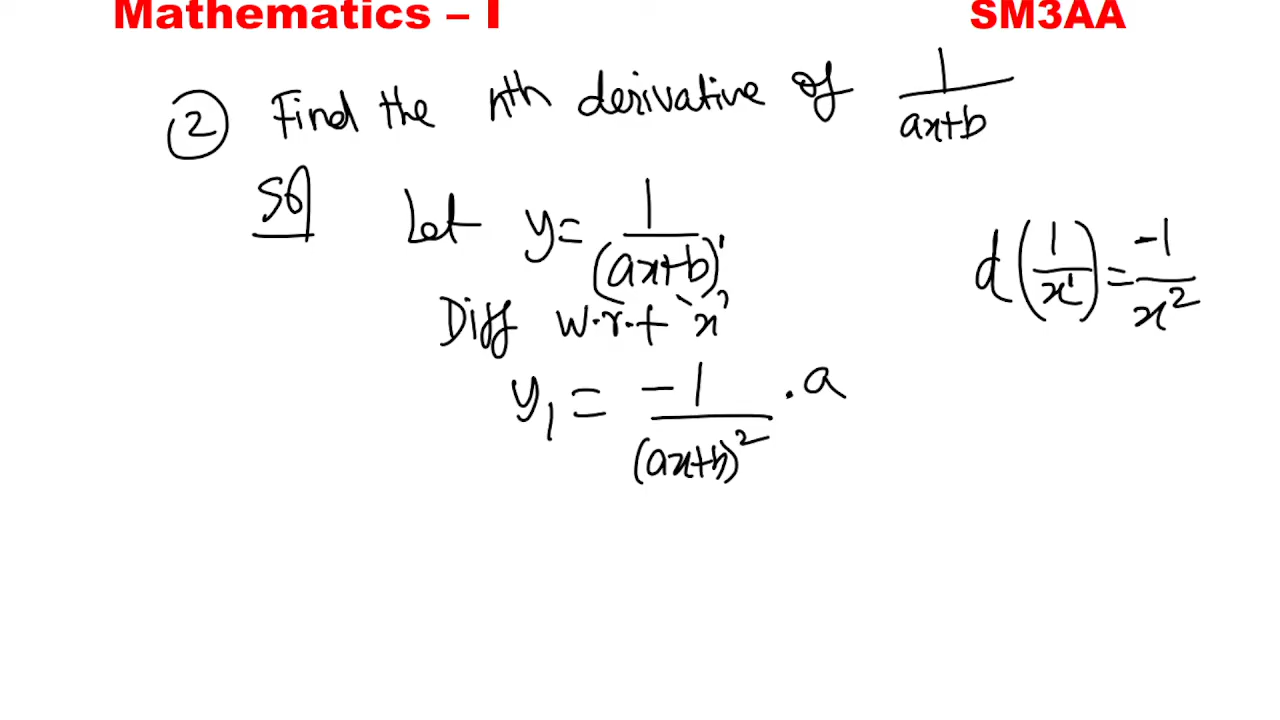 Mathematics – I SM3AA
② Find the nth derivative of 1/(ax+b)
Sol Let y = 1/(ax+b)¹
d(1/x¹) = -1/x²
Diff w.r.t 'x'
y₁ = -1/(ax+b)² . a